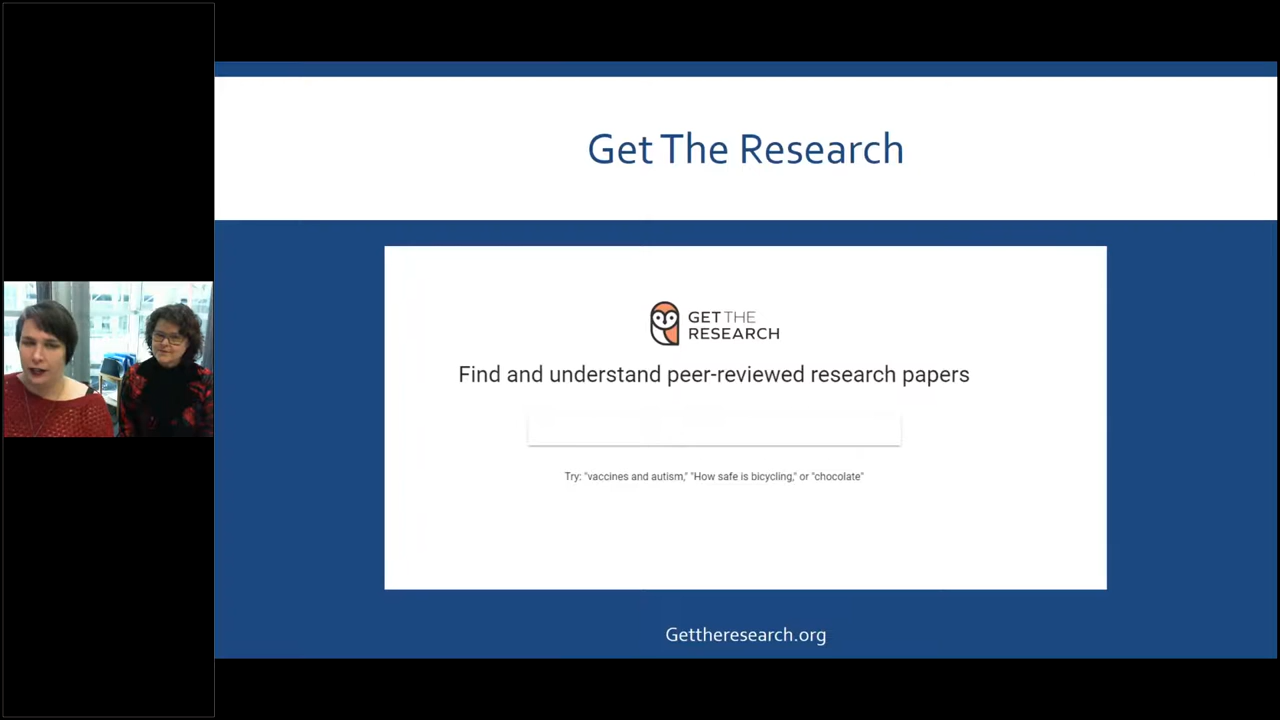 Get The Research
GET THE
RESEARCH
Find and understand peer-reviewed research papers
Try: "vaccines and autism," "How safe is bicycling," or "chocolate"
Gettheresearch.org